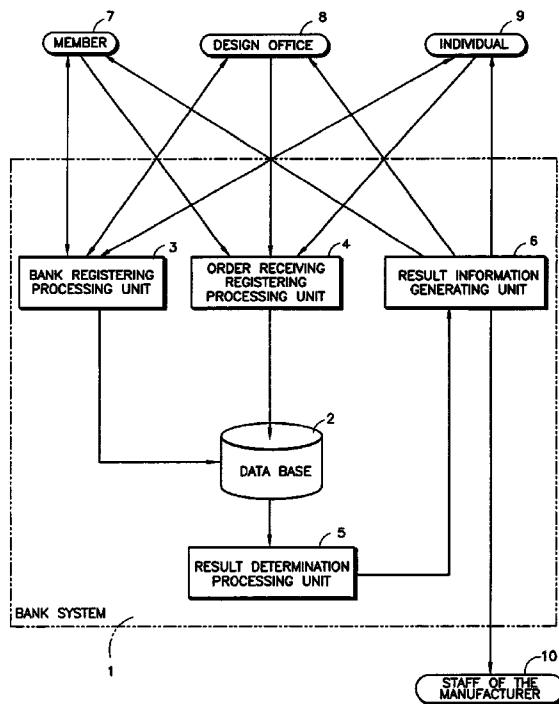 7
8
9
MEMBER
DESIGN OFFICE
INDIVIDUAL
3
4
6
BANK REGISTERING
PROCESSING UNIT
ORDER RECEIVING
REGISTERING
PROCESSING UNIT
RESULT INFORMATION
GENERATING UNIT
2
DATA BASE
5
RESULT DETERMINATION
PROCESSING UNIT
BANK SYSTEM
1
10
STAFF OF THE
MANUFACTURER